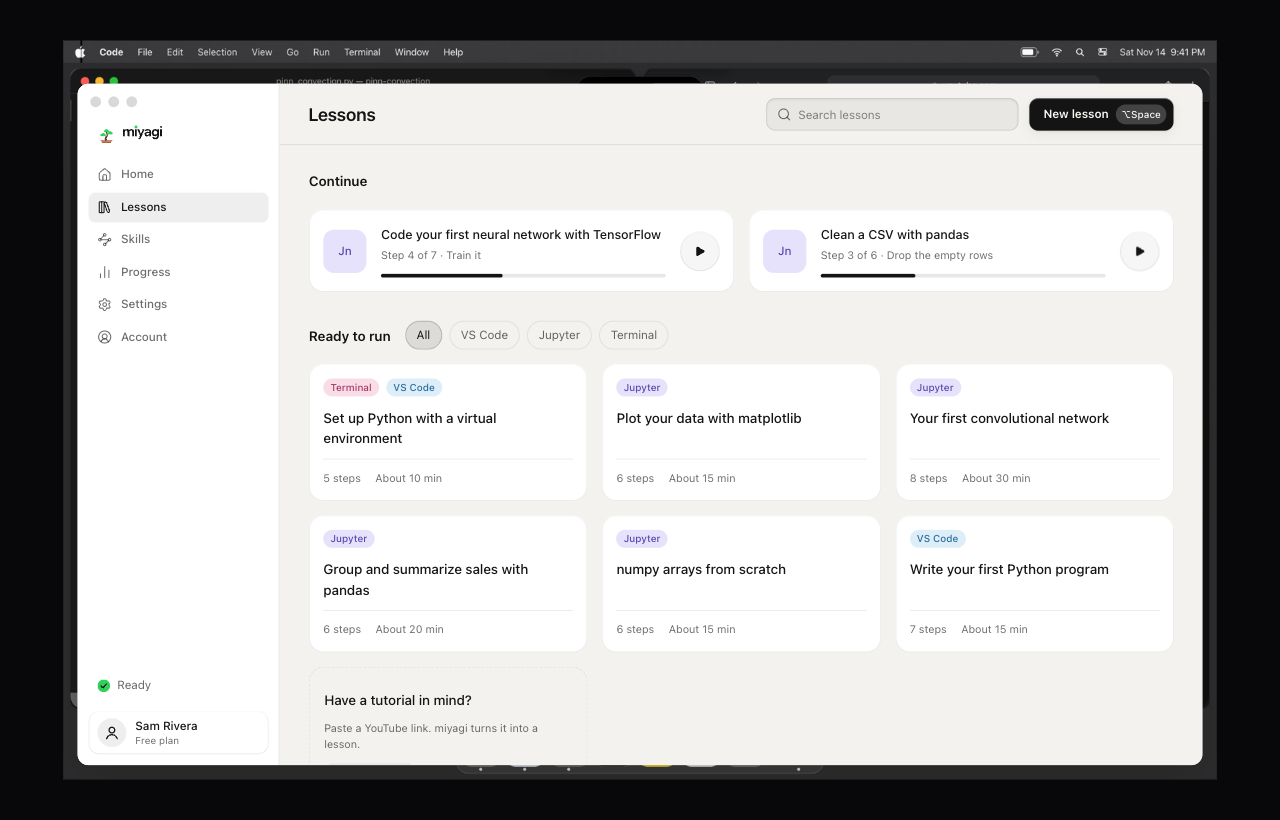 Code File Edit Selection View Go Run Terminal Window Help Sat Nov 14 9:41 PM
pinn_convection.py — pinn-convection
miyagi
Home
Lessons
Skills
Progress
Settings
Account
Ready
Sam Rivera
Free plan
Lessons
Search lessons
New lesson ⌥Space
Continue
Jn
Code your first neural network with TensorFlow
Step 4 of 7 · Train it
Jn
Clean a CSV with pandas
Step 3 of 6 · Drop the empty rows
Ready to run
All VS Code Jupyter Terminal
Terminal VS Code
Set up Python with a virtual
environment
5 steps About 10 min
Jupyter
Plot your data with matplotlib
6 steps About 15 min
Jupyter
Your first convolutional network
8 steps About 30 min
Jupyter
Group and summarize sales with
pandas
6 steps About 20 min
Jupyter
numpy arrays from scratch
6 steps About 15 min
VS Code
Write your first Python program
7 steps About 15 min
Have a tutorial in mind?
Paste a YouTube link. miyagi turns it into a
lesson.